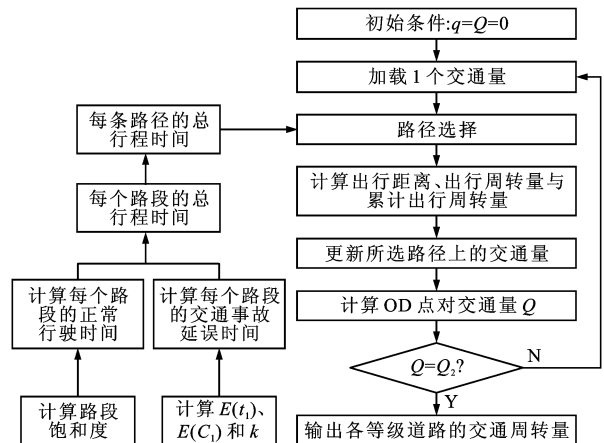 初始条件:q=Q=0
加载1个交通量
路径选择
计算出行距离、出行周转量与
累计出行周转量
更新所选路径上的交通量
计算OD点对交通量Q
Q=Q₂?
N
Y
输出各等级道路的交通周转量
每条路径的总
行程时间
每个路段的总
行程时间
计算每个路
段的正常
行驶时间
计算每个路段
的交通事故
延误时间
计算路段
饱和度
计算E(t₁)、
E(C₁)和k